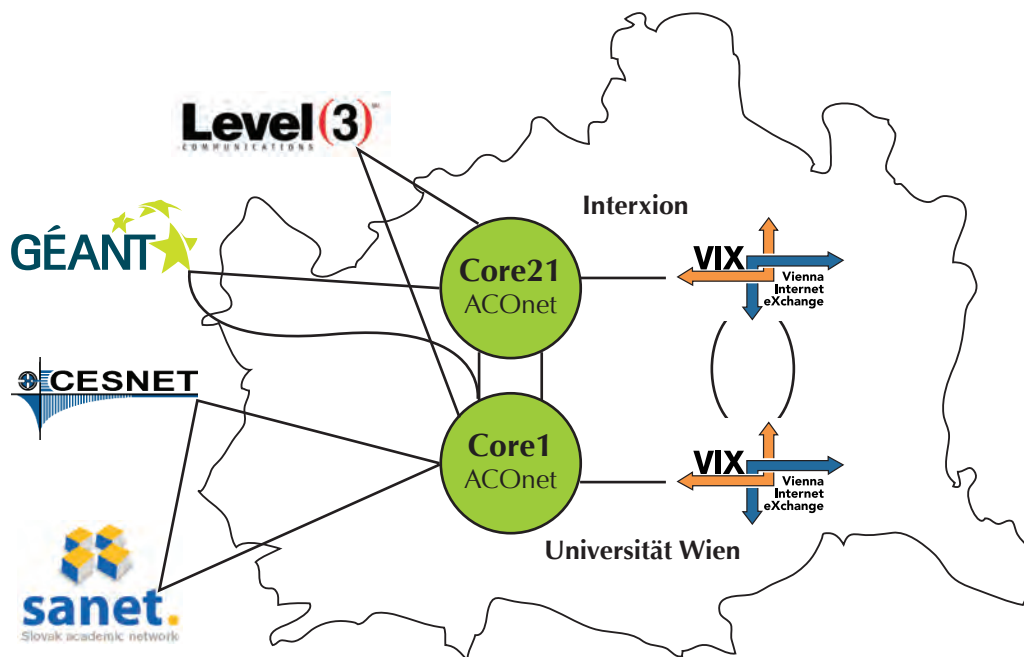 Level(3)
COMMUNICATIONS
Interxion
GÉANT
Core21
ACOnet
VIX
Vienna
Internet
eXchange
CESNET
Core1
ACOnet
VIX
Vienna
Internet
eXchange
Universität Wien
sanet.
Slovak academic network